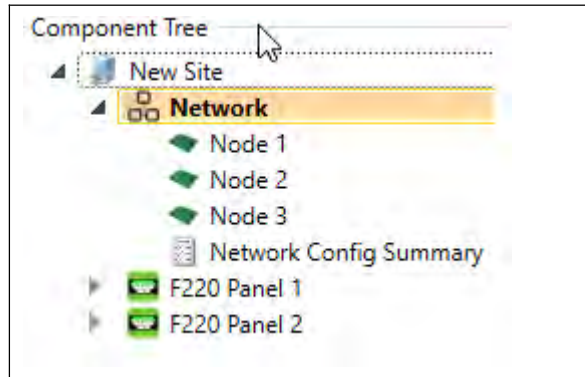 Component Tree
New Site
Network
Node 1
Node 2
Node 3
Network Config Summary
F220 Panel 1
F220 Panel 2